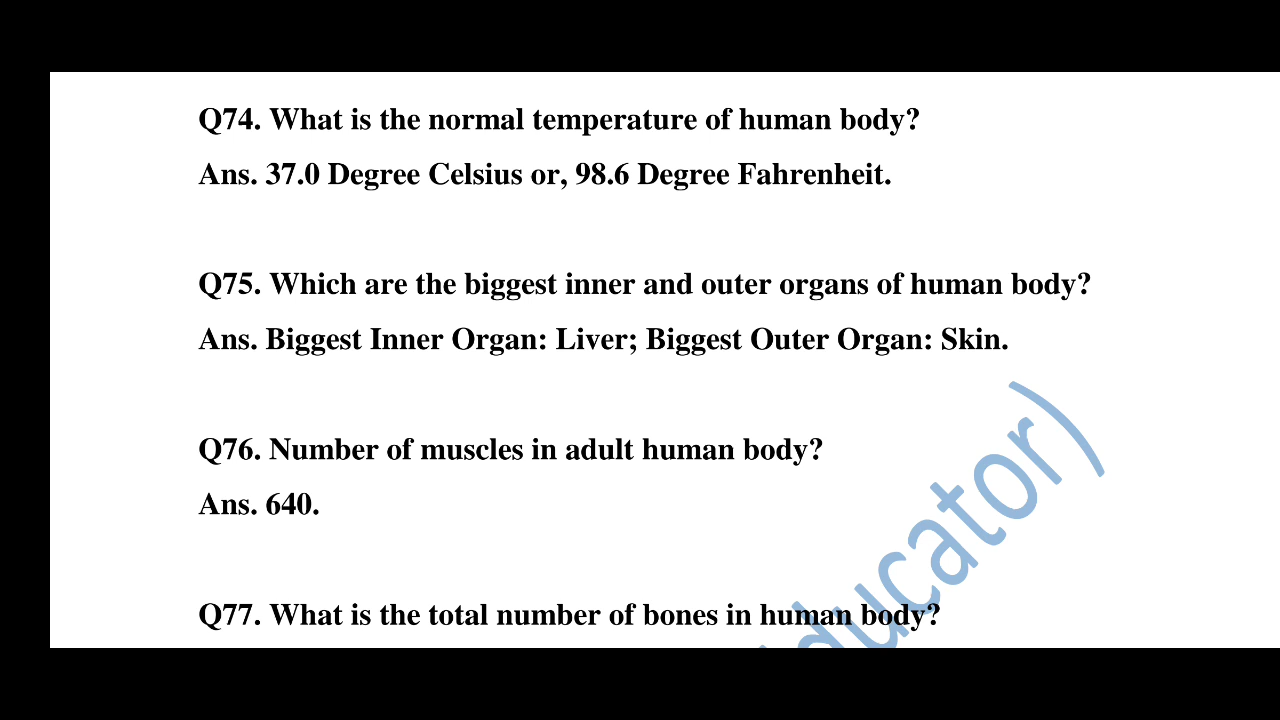 Q74. What is the normal temperature of human body?
Ans. 37.0 Degree Celsius or, 98.6 Degree Fahrenheit.
Q75. Which are the biggest inner and outer organs of human body?
Ans. Biggest Inner Organ: Liver; Biggest Outer Organ: Skin.
Q76. Number of muscles in adult human body?
Ans. 640.
Q77. What is the total number of bones in human body?
ducator)